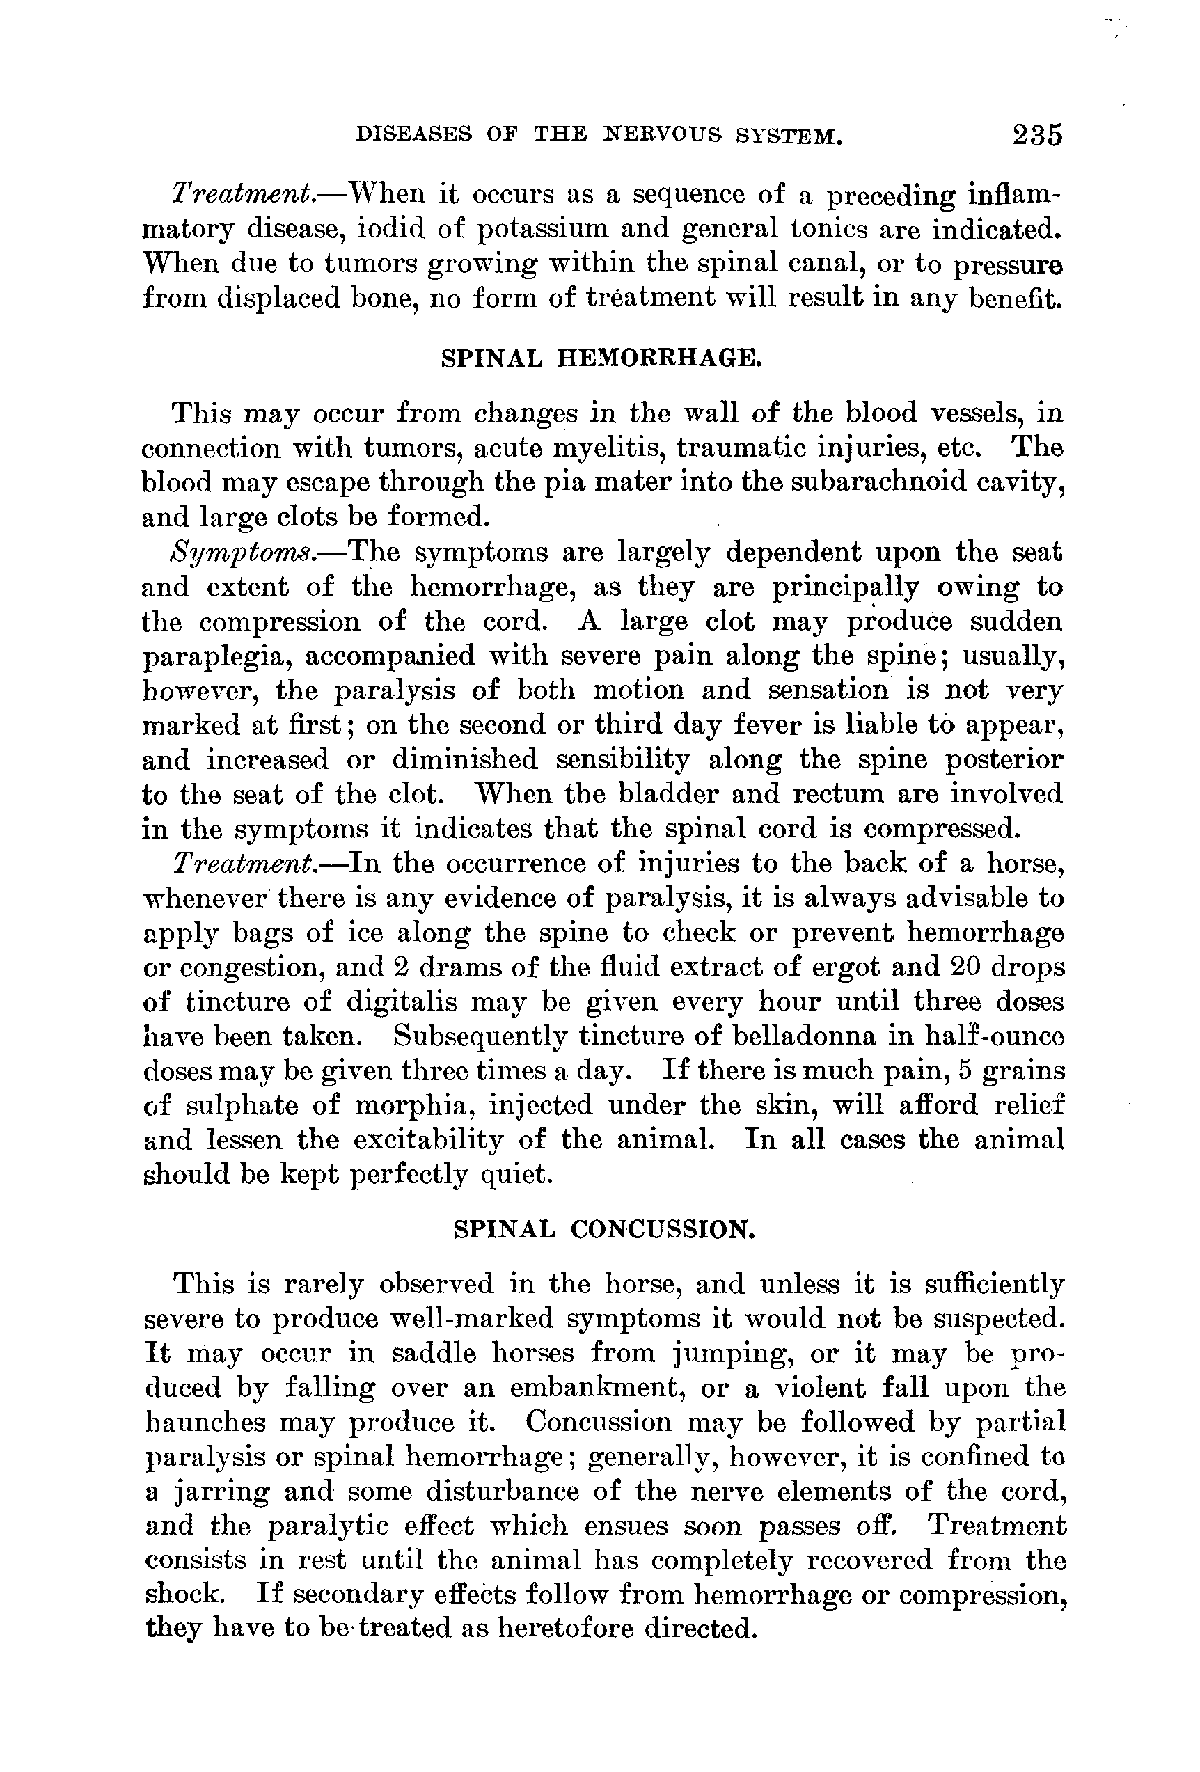 DISEASES OF THE NERVOUS SYSTEM. 235
Treatment.—When it occurs as a sequence of a preceding inflam-
matory disease, iodid of potassium and general tonics are indicated.
When due to tumors growing within the spinal canal, or to pressure
from displaced bone, no form of treatment will result in any benefit.
SPINAL HEMORRHAGE.
This may occur from changes in the wall of the blood vessels, in
connection with tumors, acute myelitis, traumatic injuries, etc. The
blood may escape through the pia mater into the subarachnoid cavity,
and large clots be formed.
Symptoms.—The symptoms are largely dependent upon the seat
and extent of the hemorrhage, as they are principally owing to
the compression of the cord. A large clot may produce sudden
paraplegia, accompanied with severe pain along the spine; usually,
however, the paralysis of both motion and sensation is not very
marked at first; on the second or third day fever is liable to appear,
and increased or diminished sensibility along the spine posterior
to the seat of the clot. When the bladder and rectum are involved
in the symptoms it indicates that the spinal cord is compressed.
Treatment.—In the occurrence of injuries to the back of a horse,
whenever there is any evidence of paralysis, it is always advisable to
apply bags of ice along the spine to check or prevent hemorrhage
or congestion, and 2 drams of the fluid extract of ergot and 20 drops
of tincture of digitalis may be given every hour until three doses
have been taken. Subsequently tincture of belladonna in half-ounce
doses may be given three times a day. If there is much pain, 5 grains
of sulphate of morphia, injected under the skin, will afford relief
and lessen the excitability of the animal. In all cases the animal
should be kept perfectly quiet.
SPINAL CONCUSSION.
This is rarely observed in the horse, and unless it is sufficiently
severe to produce well-marked symptoms it would not be suspected.
It may occur in saddle horses from jumping, or it may be pro-
duced by falling over an embankment, or a violent fall upon the
haunches may produce it. Concussion may be followed by partial
paralysis or spinal hemorrhage; generally, however, it is confined to
a jarring and some disturbance of the nerve elements of the cord,
and the paralytic effect which ensues soon passes off. Treatment
consists in rest until the animal has completely recovered from the
shock. If secondary effects follow from hemorrhage or compression,
they have to be treated as heretofore directed.